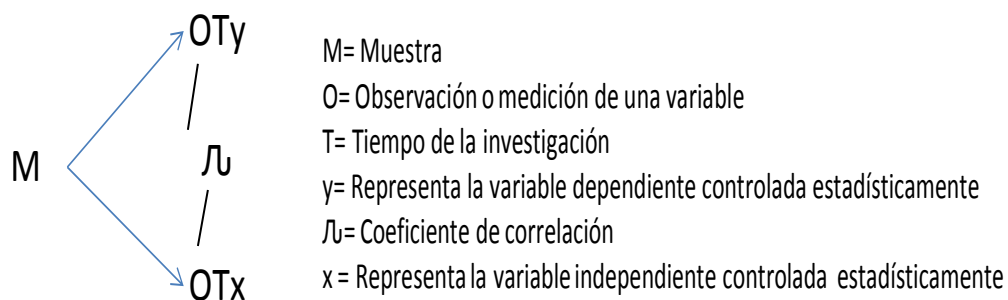 OTy
M
Ԉ
OTx
M= Muestra
O= Observación o medición de una variable
T= Tiempo de la investigación
y= Representa la variable dependiente controlada estadísticamente
Ԉ= Coeficiente de correlación
x = Representa la variable independiente controlada estadísticamente